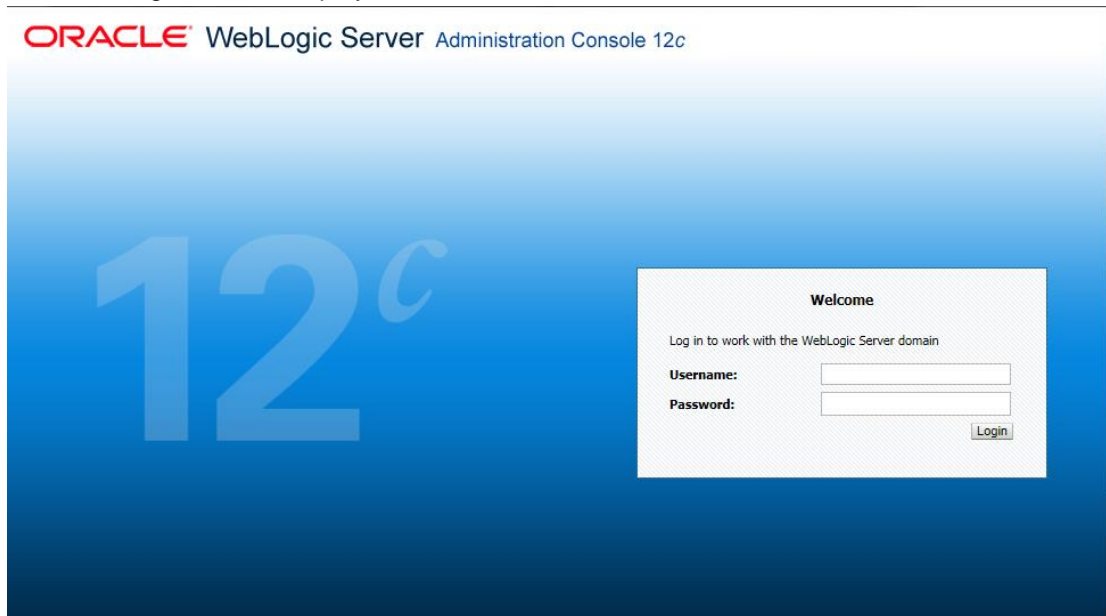 ORACLE WebLogic Server Administration Console 12c
12c
Welcome
Log in to work with the WebLogic Server domain
Username:
Password:
Login